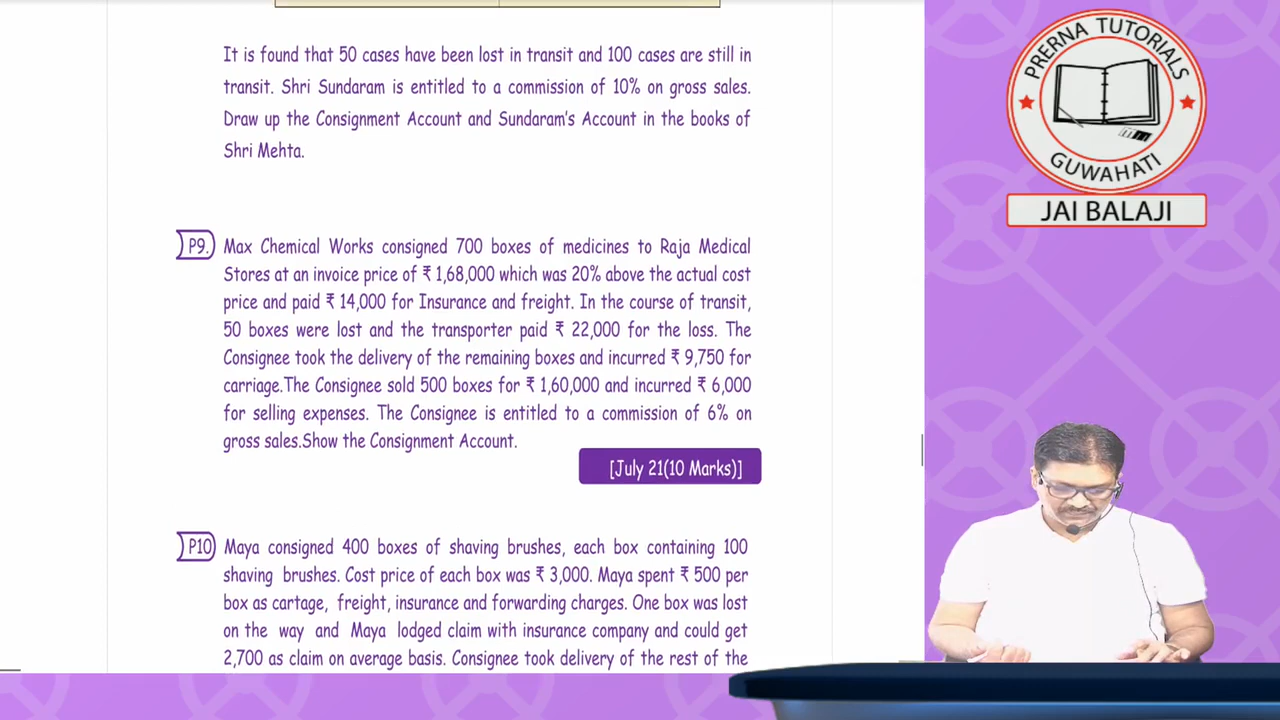 It is found that 50 cases have been lost in transit and 100 cases are still in
transit. Shri Sundaram is entitled to a commission of 10% on gross sales.
Draw up the Consignment Account and Sundaram's Account in the books of
Shri Mehta.
P9. Max Chemical Works consigned 700 boxes of medicines to Raja Medical
Stores at an invoice price of ₹ 1,68,000 which was 20% above the actual cost
price and paid ₹ 14,000 for Insurance and freight. In the course of transit,
50 boxes were lost and the transporter paid ₹ 22,000 for the loss. The
Consignee took the delivery of the remaining boxes and incurred ₹ 9,750 for
carriage.The Consignee sold 500 boxes for ₹ 1,60,000 and incurred ₹ 6,000
for selling expenses. The Consignee is entitled to a commission of 6% on
gross sales.Show the Consignment Account.
[July 21(10 Marks)]
P10 Maya consigned 400 boxes of shaving brushes, each box containing 100
shaving brushes. Cost price of each box was ₹ 3,000. Maya spent ₹ 500 per
box as cartage, freight, insurance and forwarding charges. One box was lost
on the way and Maya lodged claim with insurance company and could get
2,700 as claim on average basis. Consignee took delivery of the rest of the
PRERNA TUTORIALS
GUWAHATI
JAI BALAJI